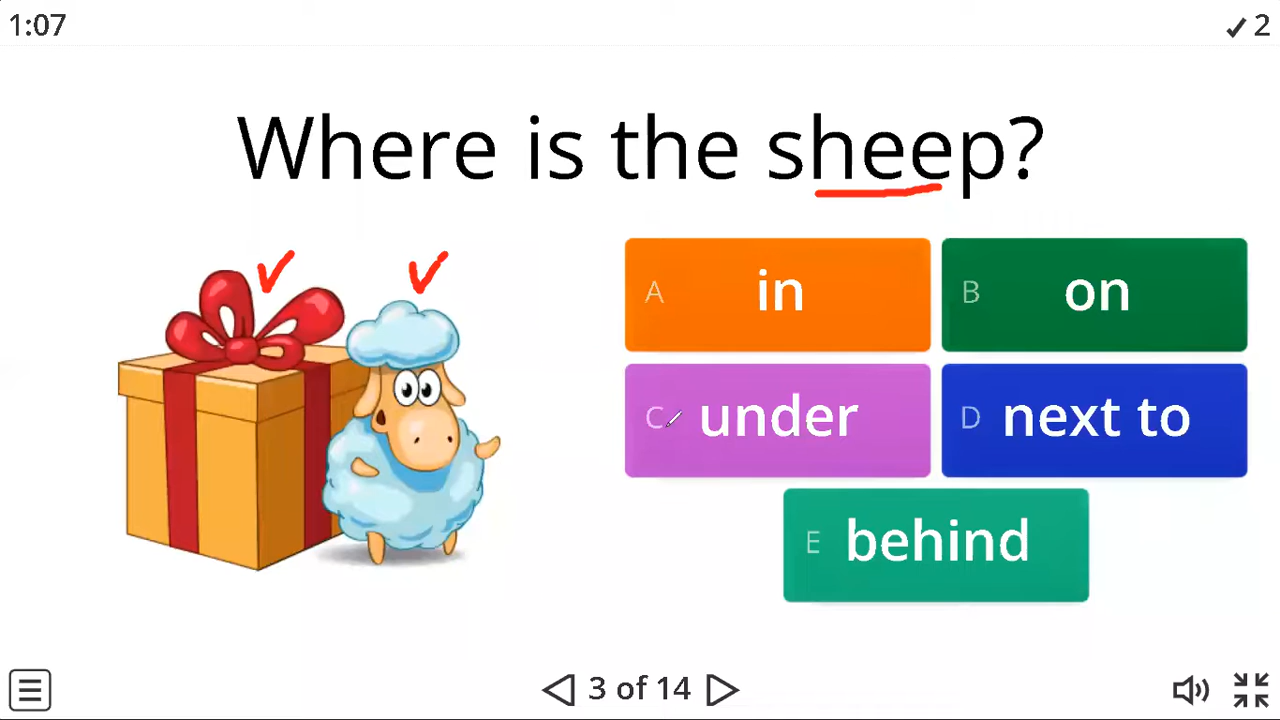 1:07
✓ 2
Where is the sheep?
A in
B on
C under
D next to
E behind
3 of 14